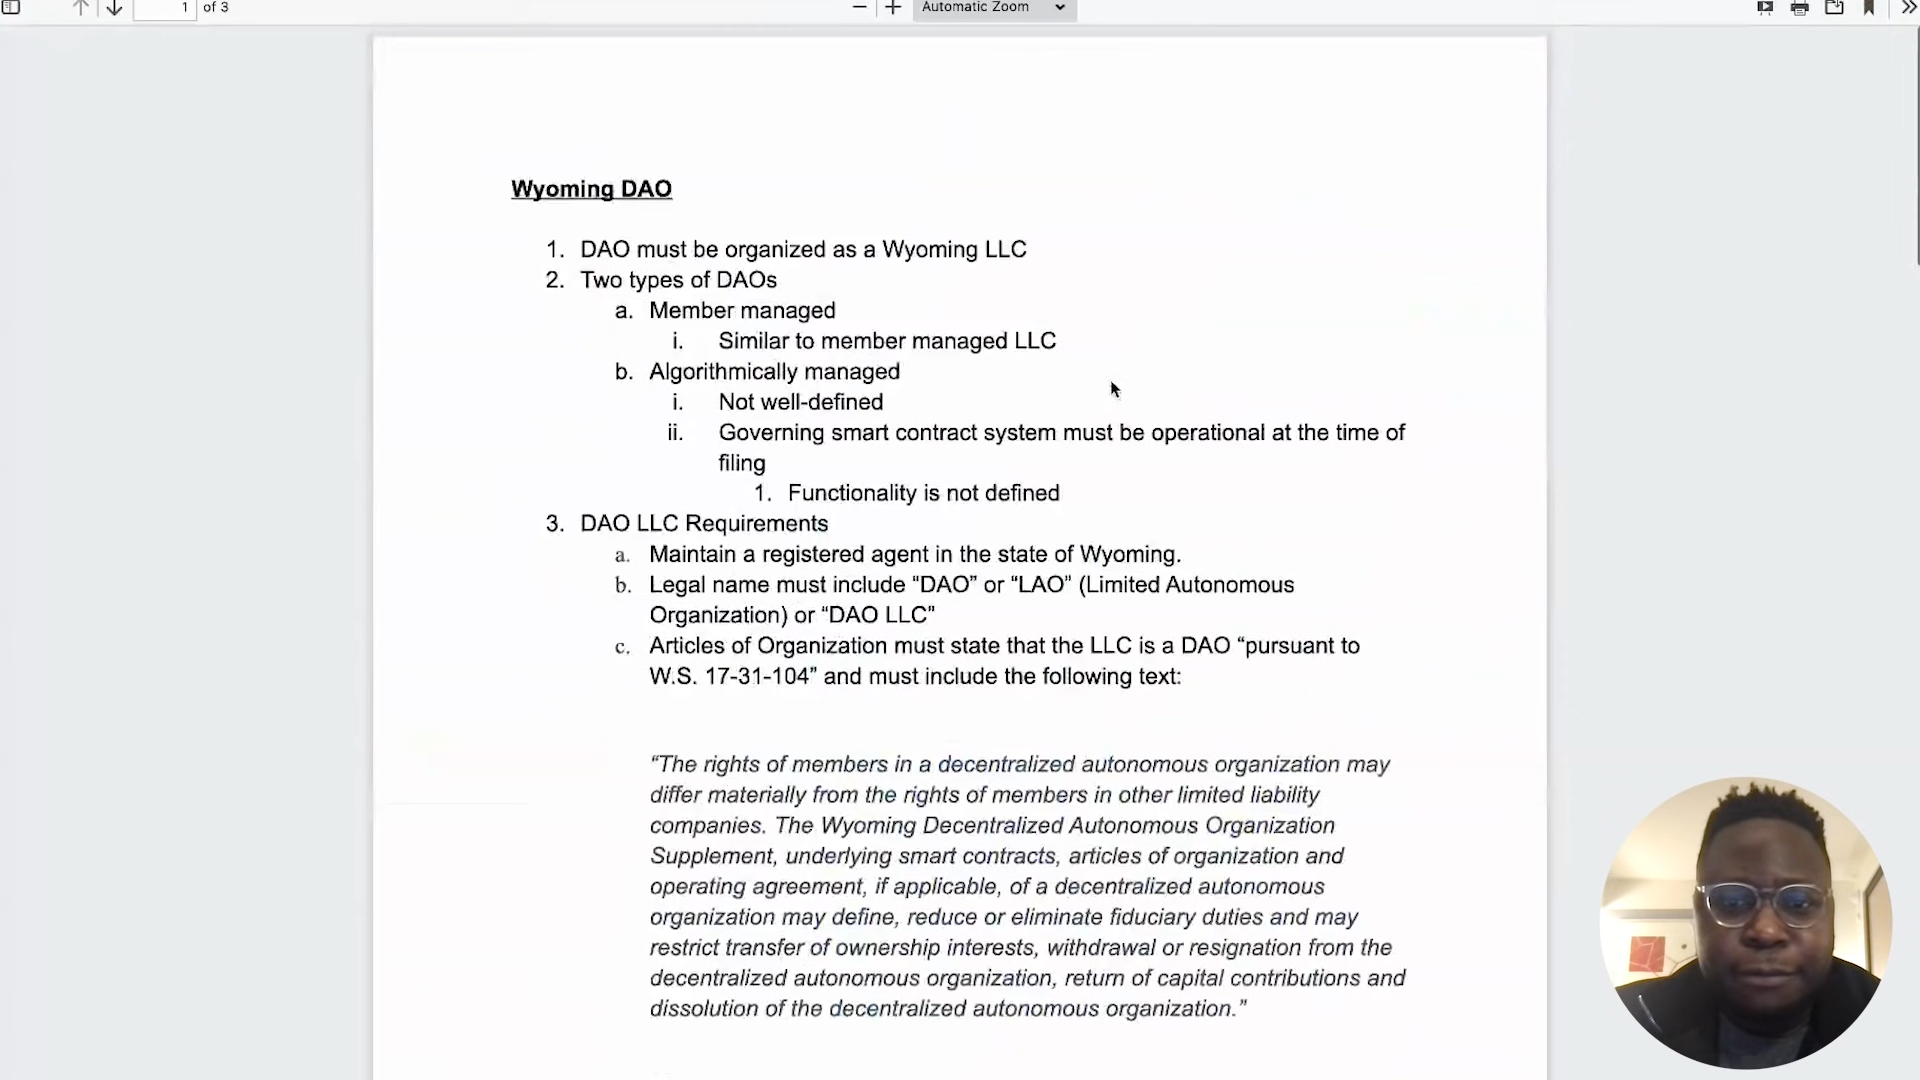 1 of 3
Automatic Zoom
Wyoming DAO
1. DAO must be organized as a Wyoming LLC
2. Two types of DAOs
a. Member managed
i. Similar to member managed LLC
b. Algorithmically managed
i. Not well-defined
ii. Governing smart contract system must be operational at the time of
filing
1. Functionality is not defined
3. DAO LLC Requirements
a. Maintain a registered agent in the state of Wyoming.
b. Legal name must include “DAO” or “LAO” (Limited Autonomous
Organization) or “DAO LLC”
c. Articles of Organization must state that the LLC is a DAO “pursuant to
W.S. 17-31-104” and must include the following text:
“The rights of members in a decentralized autonomous organization may
differ materially from the rights of members in other limited liability
companies. The Wyoming Decentralized Autonomous Organization
Supplement, underlying smart contracts, articles of organization and
operating agreement, if applicable, of a decentralized autonomous
organization may define, reduce or eliminate fiduciary duties and may
restrict transfer of ownership interests, withdrawal or resignation from the
decentralized autonomous organization, return of capital contributions and
dissolution of the decentralized autonomous organization.”